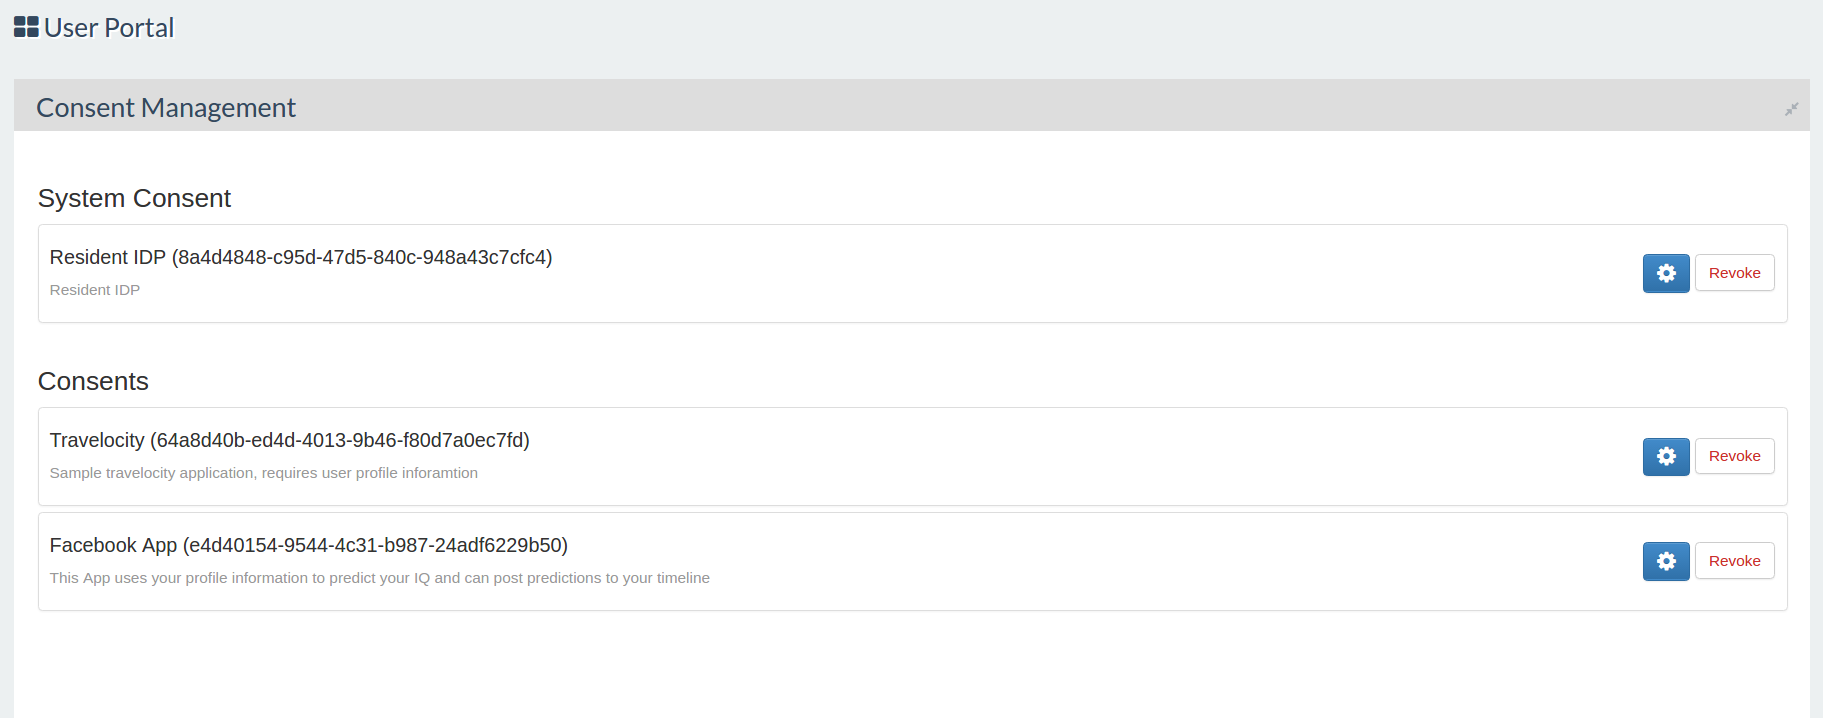 User Portal
Consent Management
System Consent
Resident IDP (8a4d4848-c95d-47d5-840c-948a43c7cfc4)
Resident IDP
Revoke
Consents
Travelocity (64a8d40b-ed4d-4013-9b46-f80d7a0ec7fd)
Sample travelocity application, requires user profile inforamtion
Revoke
Facebook App (e4d40154-9544-4c31-b987-24adf6229b50)
This App uses your profile information to predict your IQ and can post predictions to your timeline
Revoke